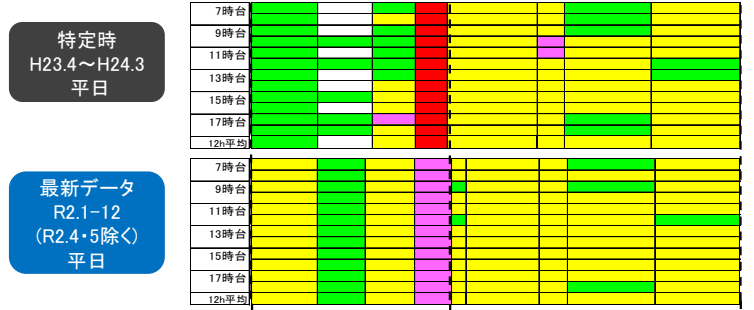 特定時
H23.4～H24.3
平日
7時台
9時台
11時台
13時台
15時台
17時台
12h平均
最新データ
R2.1-12
(R2.4・5除く)
平日
7時台
9時台
11時台
13時台
15時台
17時台
12h平均